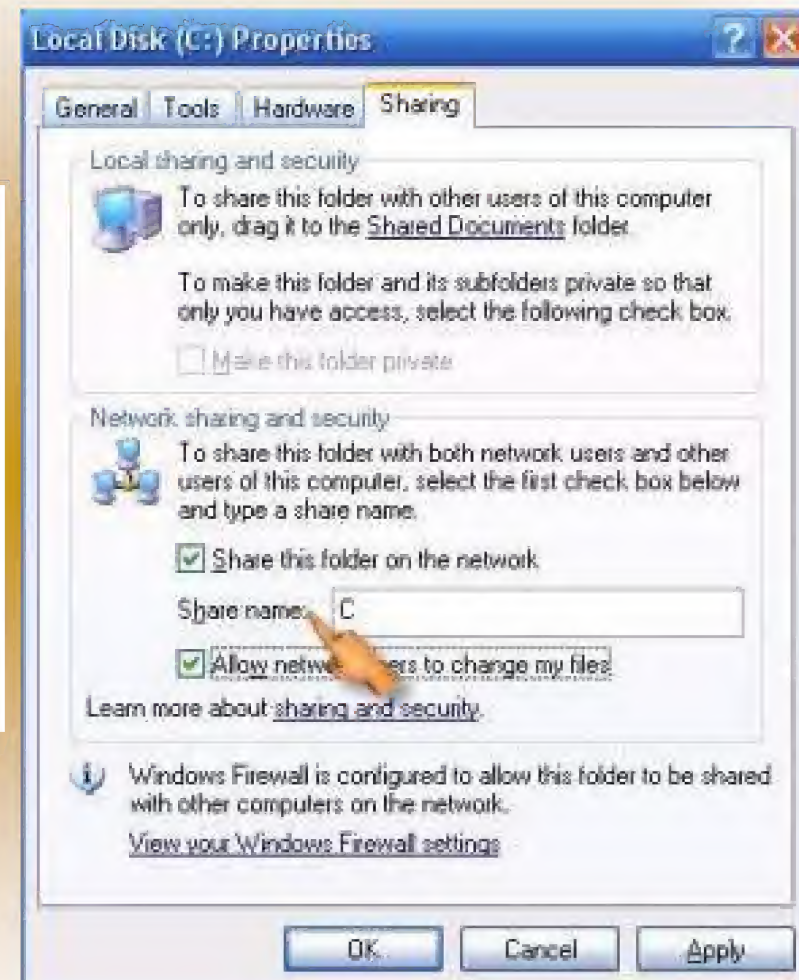 Local Disk (C:) Properties
General Tools Hardware Sharing
Local sharing and security
To share this folder with other users of this computer
only, drag it to the Shared Documents folder.
To make this folder and its subfolders private so that
only you have access, select the following check box.
Make this folder private
Network sharing and security
To share this folder with both network users and other
users of this computer, select the first check box below
and type a share name.
Share this folder on the network
Share name: C
Allow network users to change my files
Learn more about sharing and security.
Windows Firewall is configured to allow this folder to be shared
with other computers on the network.
View your Windows Firewall settings
OK Cancel Apply